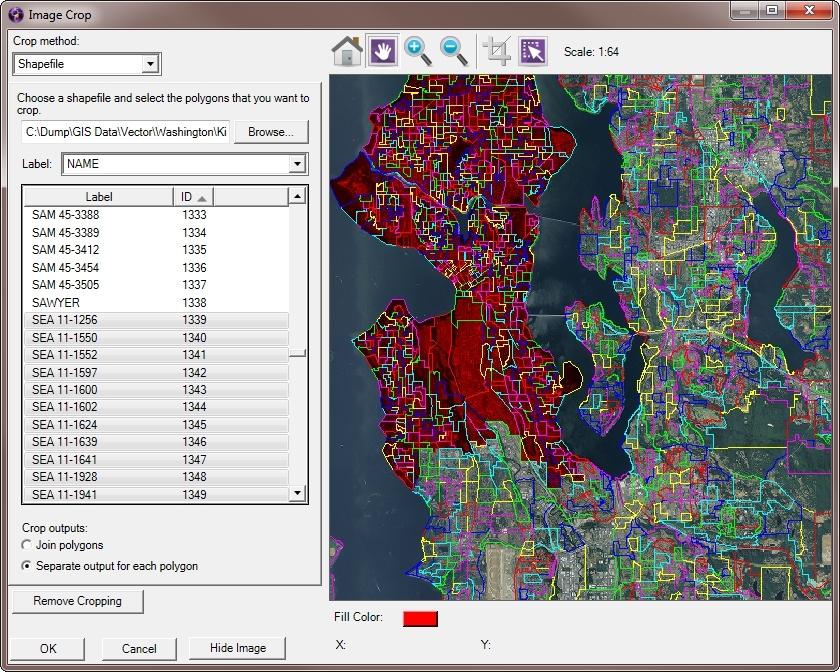 Image Crop
Crop method:
Shapefile
Scale: 1:64
Choose a shapefile and select the polygons that you want to
crop.
C:\Dump\GIS Data\Vector\Washington\Ki
Browse...
Label: NAME
Label ID
SAM 45-3388 1333
SAM 45-3389 1334
SAM 45-3412 1335
SAM 45-3454 1336
SAM 45-3505 1337
SAWYER 1338
SEA 11-1256 1339
SEA 11-1550 1340
SEA 11-1552 1341
SEA 11-1597 1342
SEA 11-1600 1343
SEA 11-1602 1344
SEA 11-1624 1345
SEA 11-1639 1346
SEA 11-1641 1347
SEA 11-1928 1348
SEA 11-1941 1349
Crop outputs:
Join polygons
Separate output for each polygon
Remove Cropping
OK Cancel Hide Image
Fill Color:
X: Y: